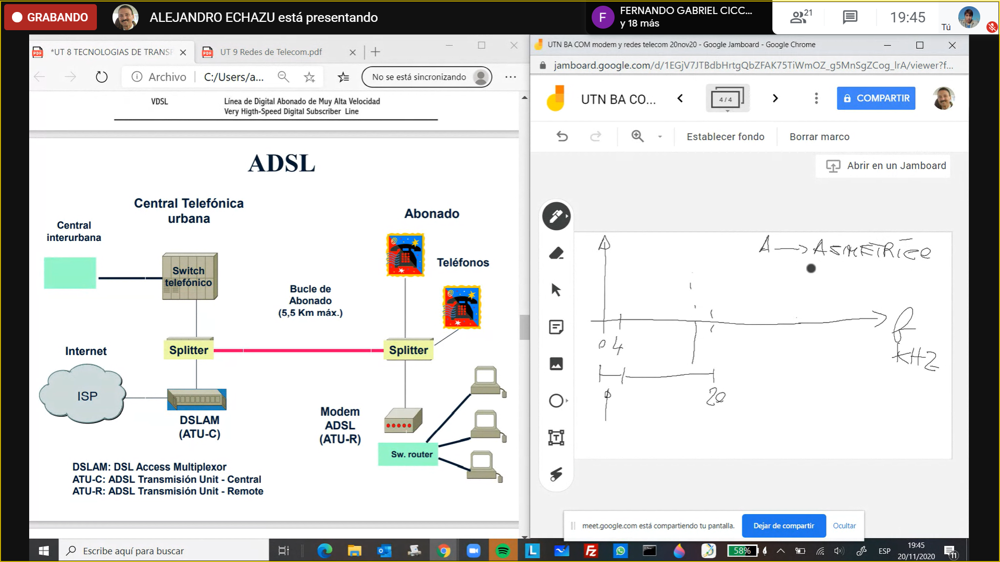 GRABANDO
ALEJANDRO ECHAZU está presentando
F
FERNANDO GABRIEL CICC...
y 18 más
21
19:45
Tú
*UT 8 TECNOLOGIAS DE TRANSF
UT 9 Redes de Telecom.pdf
Archivo
C:/Users/a...
No se está sincronizando
VDSL
Línea de Digital Abonado de Muy Alta Velocidad
Very Higth-Speed Digital Subscriber Line
ADSL
Central Telefónica
urbana
Central
interurbana
Abonado
Switch
telefónico
Teléfonos
Bucle de
Abonado
(5,5 Km máx.)
Splitter
Splitter
Internet
ISP
DSLAM
(ATU-C)
Modem
ADSL
(ATU-R)
Sw. router
DSLAM: DSL Access Multiplexor
ATU-C: ADSL Transmisión Unit - Central
ATU-R: ADSL Transmisión Unit - Remote
UTN BA COM modem y redes telecom 20nov20 - Google Jamboard - Google Chrome
jamboard.google.com/d/1EGjV7JTBdbHrtgQbZFAK75TiWmOZ_g5MnSgZCog_lrA/viewer?f...
UTN BA CO...
4 / 4
COMPARTIR
Establecer fondo
Borrar marco
Abrir en un Jamboard
A → ASIMETRICO
0 4
f
KHZ
20
meet.google.com está compartiendo tu pantalla.
Dejar de compartir
Ocultar
Escribe aquí para buscar
58%
ESP
19:45
20/11/2020
11